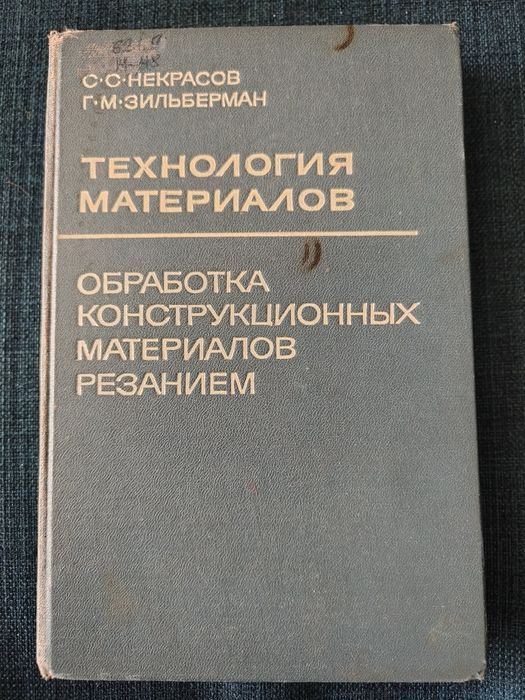 С·С·НЕКРАСОВ
Г·М·ЗИЛЬБЕРМАН
ТЕХНОЛОГИЯ
МАТЕРИАЛОВ
ОБРАБОТКА
КОНСТРУКЦИОННЫХ
МАТЕРИАЛОВ
РЕЗАНИЕМ